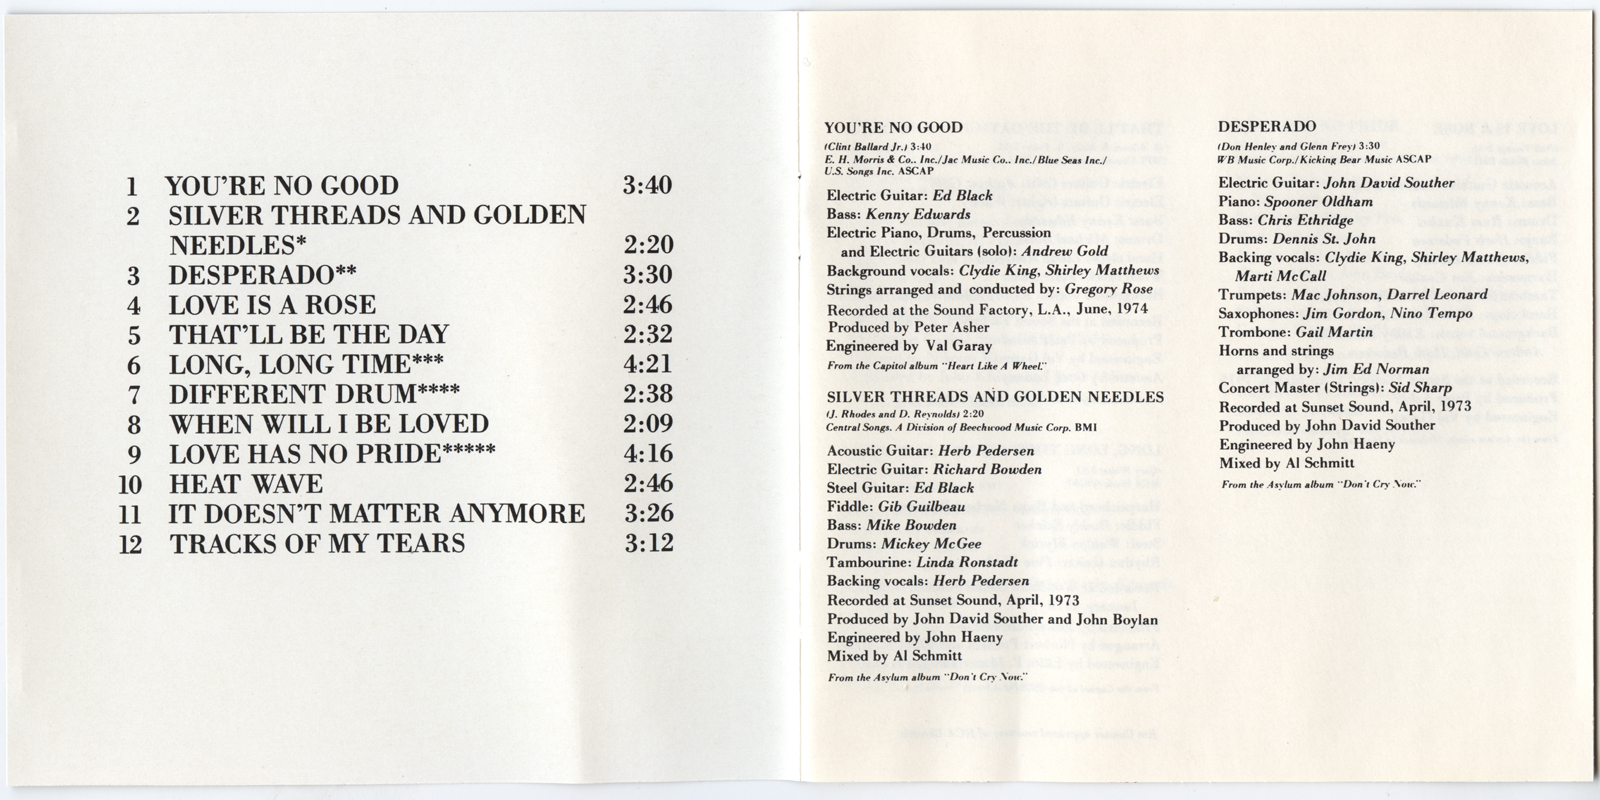 1 YOU'RE NO GOOD 3:40
2 SILVER THREADS AND GOLDEN
NEEDLES* 2:20
3 DESPERADO** 3:30
4 LOVE IS A ROSE 2:46
5 THAT'LL BE THE DAY 2:32
6 LONG, LONG TIME*** 4:21
7 DIFFERENT DRUM**** 2:38
8 WHEN WILL I BE LOVED 2:09
9 LOVE HAS NO PRIDE***** 4:16
10 HEAT WAVE 2:46
11 IT DOESN'T MATTER ANYMORE 3:26
12 TRACKS OF MY TEARS 3:12
YOU'RE NO GOOD
(Clint Ballard Jr.) 3:40
E. H. Morris & Co.. Inc./Jac Music Co.. Inc./Blue Seas Inc./
U.S. Songs Inc. ASCAP
Electric Guitar: Ed Black
Bass: Kenny Edwards
Electric Piano, Drums, Percussion
and Electric Guitars (solo): Andrew Gold
Background vocals: Clydie King, Shirley Matthews
Strings arranged and conducted by: Gregory Rose
Recorded at the Sound Factory, L.A., June, 1974
Produced by Peter Asher
Engineered by Val Garay
From the Capitol album "Heart Like A Wheel."
SILVER THREADS AND GOLDEN NEEDLES
(J. Rhodes and D. Reynolds) 2:20
Central Songs. A Division of Beechwood Music Corp. BMI
Acoustic Guitar: Herb Pedersen
Electric Guitar: Richard Bowden
Steel Guitar: Ed Black
Fiddle: Gib Guilbeau
Bass: Mike Bowden
Drums: Mickey McGee
Tambourine: Linda Ronstadt
Backing vocals: Herb Pedersen
Recorded at Sunset Sound, April, 1973
Produced by John David Souther and John Boylan
Engineered by John Haeny
Mixed by Al Schmitt
From the Asylum album "Don't Cry Now."
DESPERADO
(Don Henley and Glenn Frey) 3:30
WB Music Corp./Kicking Bear Music ASCAP
Electric Guitar: John David Souther
Piano: Spooner Oldham
Bass: Chris Ethridge
Drums: Dennis St. John
Backing vocals: Clydie King, Shirley Matthews,
Marti McCall
Trumpets: Mac Johnson, Darrel Leonard
Saxophones: Jim Gordon, Nino Tempo
Trombone: Gail Martin
Horns and strings
arranged by: Jim Ed Norman
Concert Master (Strings): Sid Sharp
Recorded at Sunset Sound, April, 1973
Produced by John David Souther
Engineered by John Haeny
Mixed by Al Schmitt
From the Asylum album "Don't Cry Now."